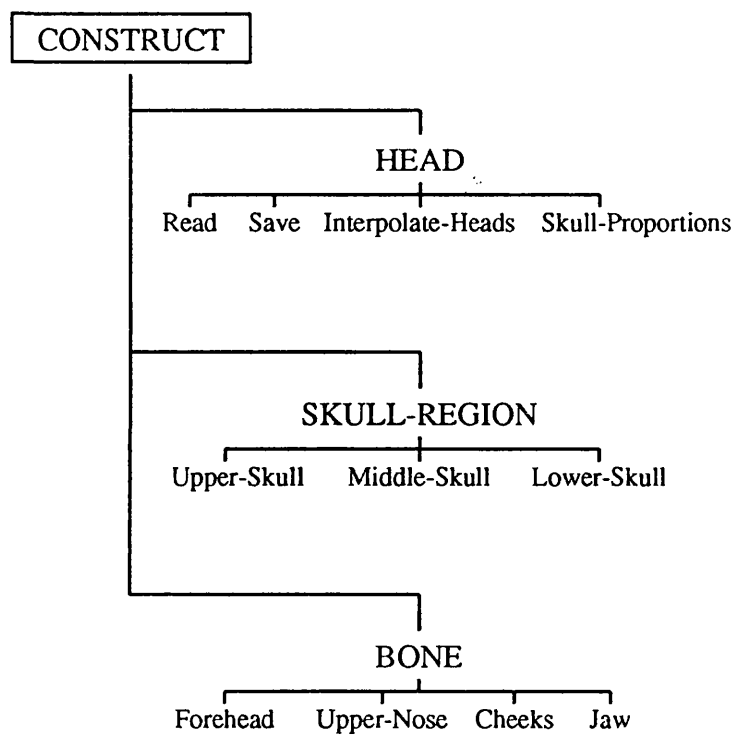 CONSTRUCT
HEAD
Read Save Interpolate-Heads Skull-Proportions
SKULL-REGION
Upper-Skull Middle-Skull Lower-Skull
BONE
Forehead Upper-Nose Cheeks Jaw